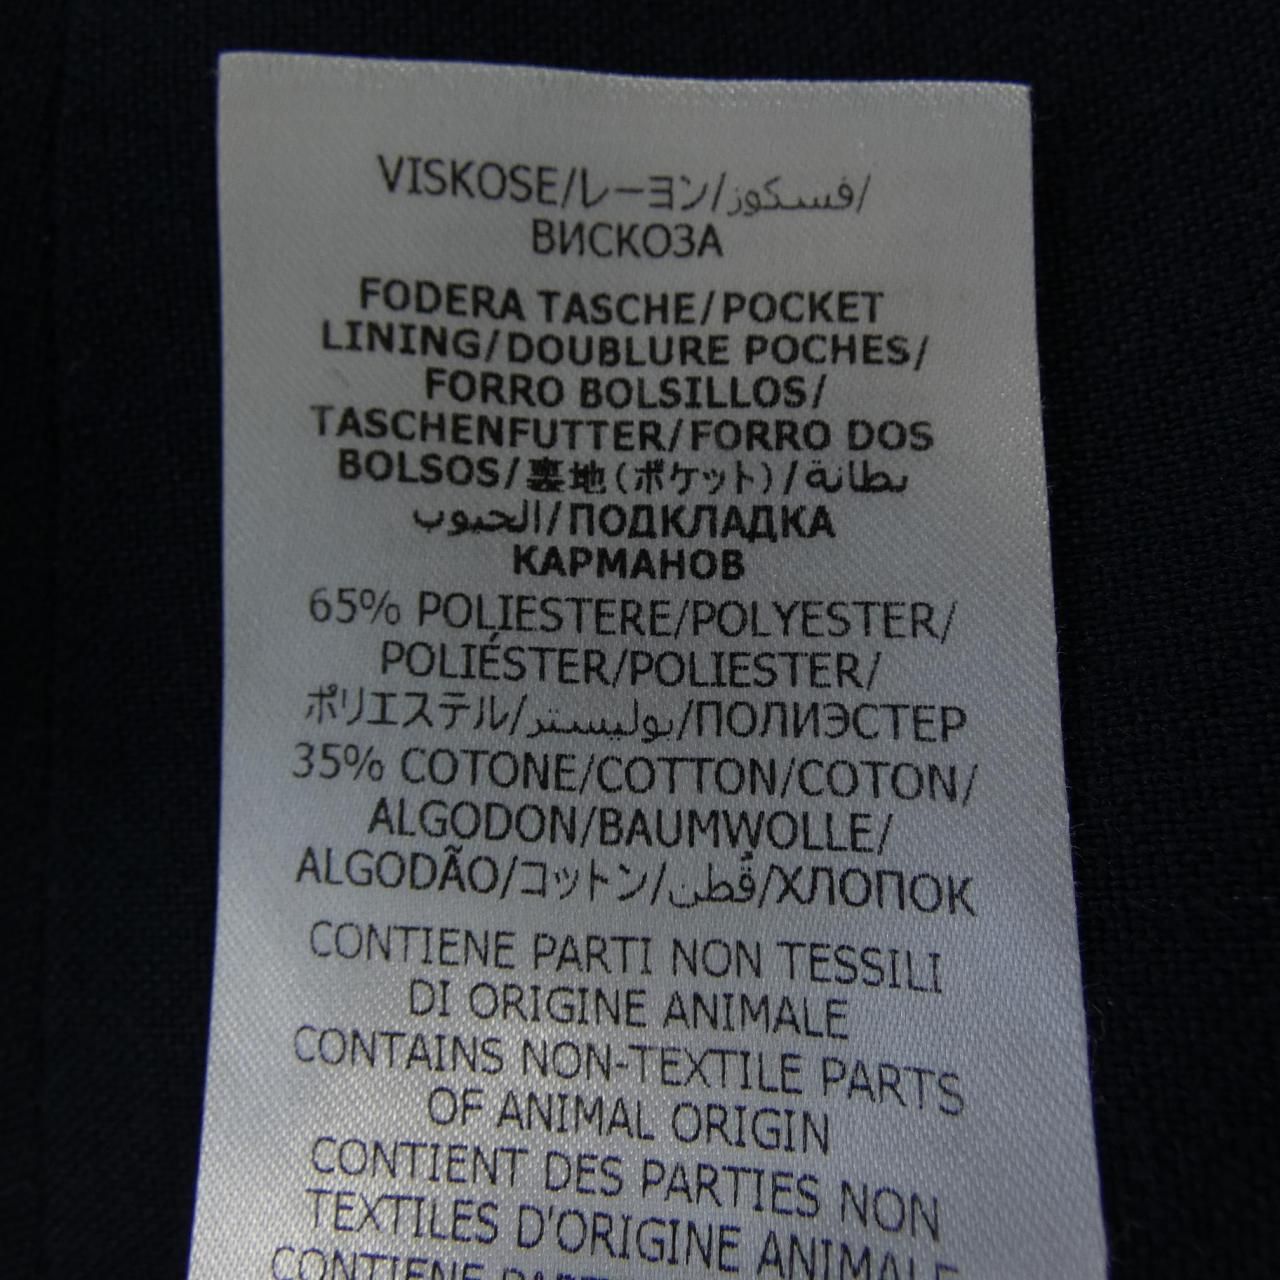 VISKOSE/レーヨン/فسكوز/
ВИСКОЗА
FODERA TASCHE/POCKET
LINING/DOUBLURE POCHES/
FORRO BOLSILLOS/
TASCHENFUTTER/FORRO DOS
BOLSOS/裏地(ポケット)/بطانة
الجيوب/ПОДКЛАДКА
КАРМАНОВ
65% POLIESTERE/POLYESTER/
POLIÉSTER/POLIESTER/
ポリエステル/بوليستر/ПОЛИЭСТЕР
35% COTONE/COTTON/COTON/
ALGODON/BAUMWOLLE/
ALGODÃO/コットン/قطن/ХЛОПОК
CONTIENE PARTI NON TESSILI
DI ORIGINE ANIMALE
CONTAINS NON-TEXTILE PARTS
OF ANIMAL ORIGIN
CONTIENT DES PARTIES NON
TEXTILES D'ORIGINE ANIMALE
CONTIENE